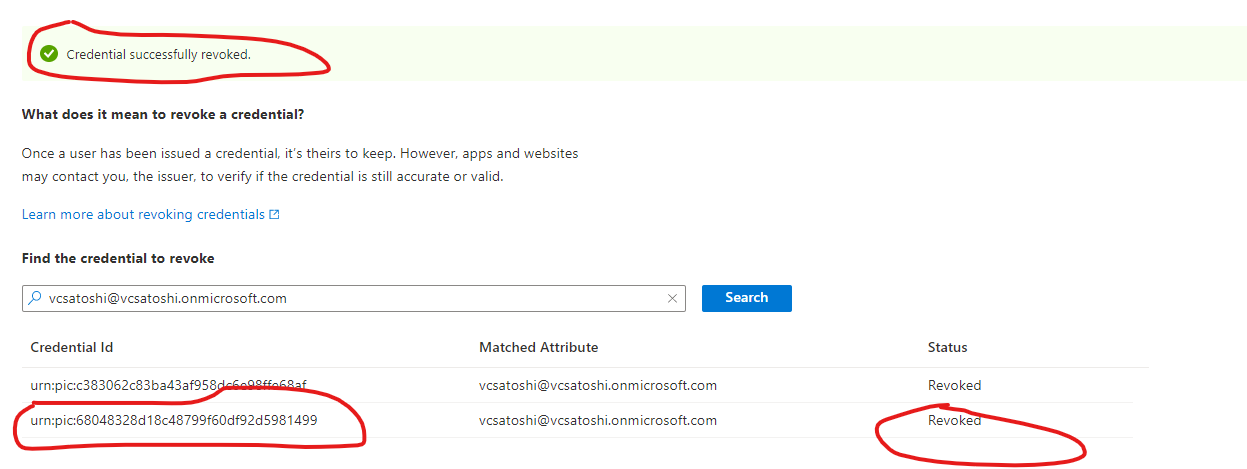 Credential successfully revoked.
What does it mean to revoke a credential?
Once a user has been issued a credential, it's theirs to keep. However, apps and websites
may contact you, the issuer, to verify if the credential is still accurate or valid.
Learn more about revoking credentials
Find the credential to revoke
vcsatoshi@vcsatoshi.onmicrosoft.com Search
Credential Id Matched Attribute Status
urn:pic:c383062c83ba43af958dc6e98ffe68af vcsatoshi@vcsatoshi.onmicrosoft.com Revoked
urn:pic:68048328d18c48799f60df92d5981499 vcsatoshi@vcsatoshi.onmicrosoft.com Revoked